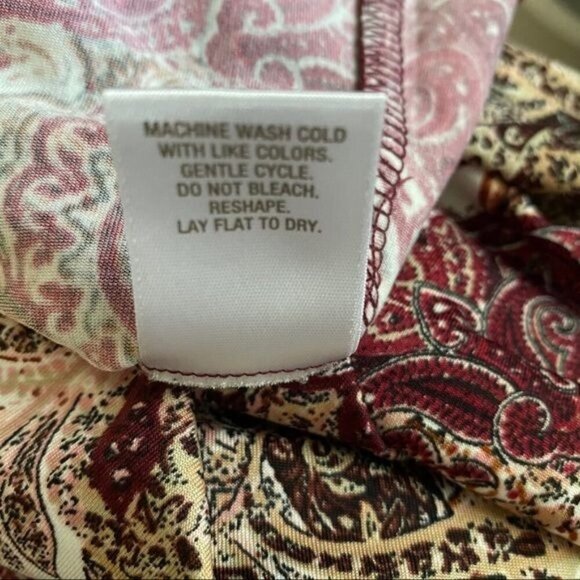 MACHINE WASH COLD
WITH LIKE COLORS.
GENTLE CYCLE.
DO NOT BLEACH.
RESHAPE.
LAY FLAT TO DRY.